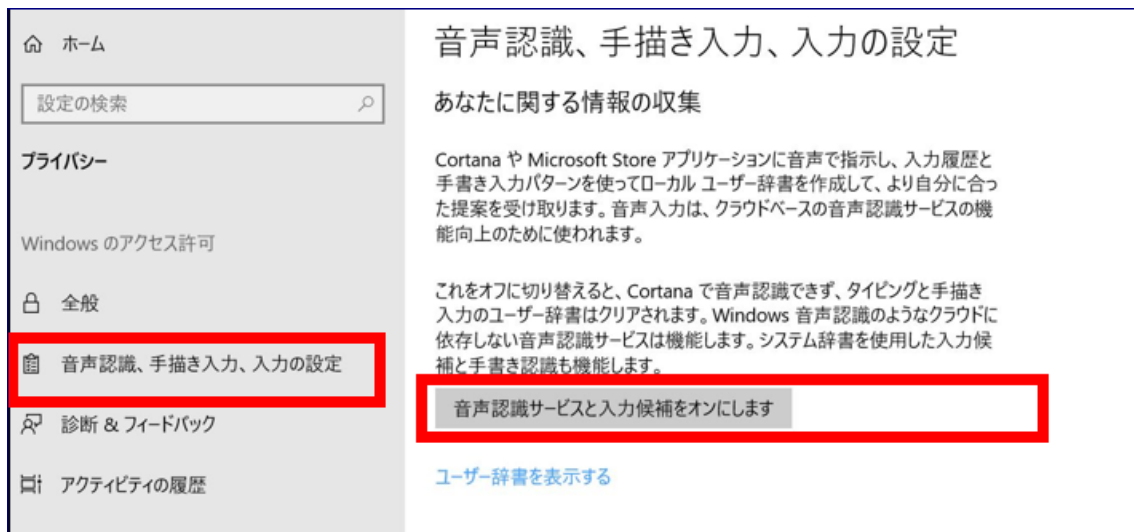 ホーム
設定の検索
プライバシー
Windows のアクセス許可
全般
音声認識、手描き入力、入力の設定
診断 & フィードバック
アクティビティの履歴
音声認識、手描き入力、入力の設定
あなたに関する情報の収集
Cortana や Microsoft Store アプリケーションに音声で指示し、入力履歴と
手書き入力パターンを使ってローカル ユーザー辞書を作成して、より自分に合っ
た提案を受け取ります。音声入力は、クラウドベースの音声認識サービスの機
能向上のために使われます。
これをオフに切り替えると、Cortana で音声認識できず、タイピングと手描き
入力のユーザー辞書はクリアされます。Windows 音声認識のようなクラウドに
依存しない音声認識サービスは機能します。システム辞書を使用した入力候
補と手書き認識も機能します。
音声認識サービスと入力候補をオンにします
ユーザー辞書を表示する